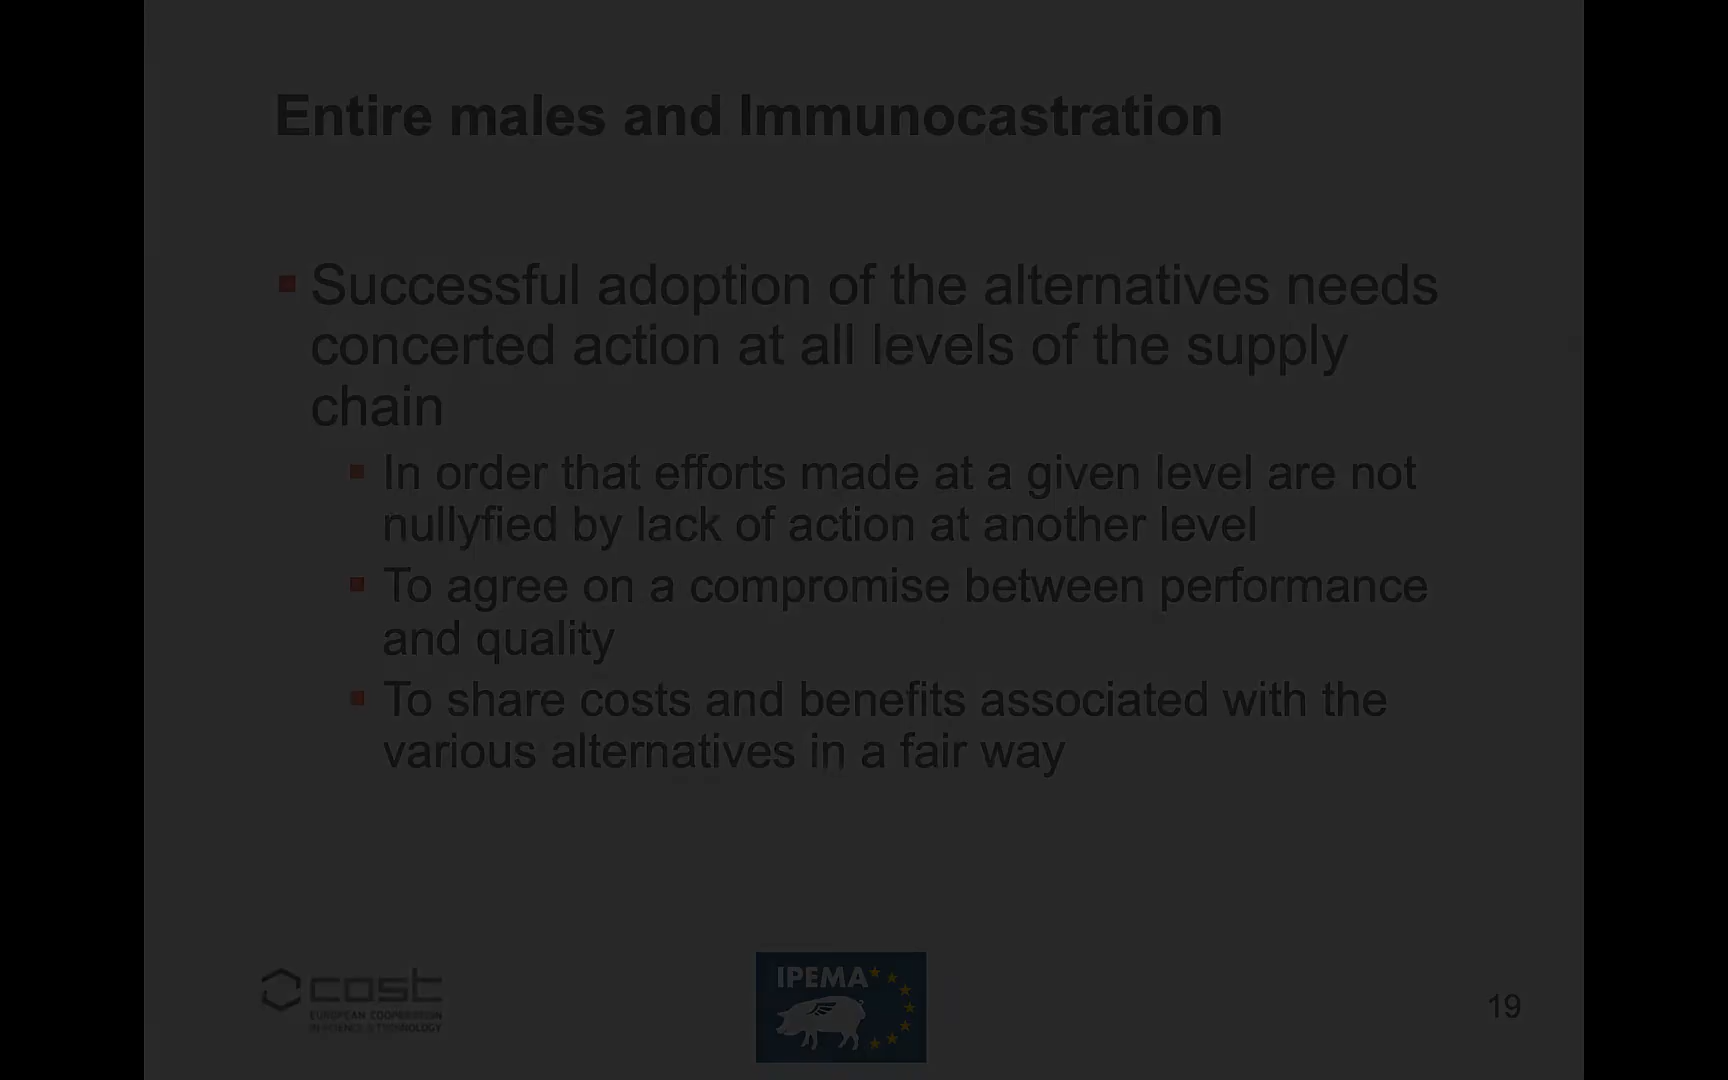 Entire males and Immunocastration
Successful adoption of the alternatives needs
concerted action at all levels of the supply
chain
In order that efforts made at a given level are not
nullyfied by lack of action at another level
To agree on a compromise between performance
and quality
To share costs and benefits associated with the
various alternatives in a fair way
cost
EUROPEAN COOPERATION
IN SCIENCE & TECHNOLOGY
IPEMA
19